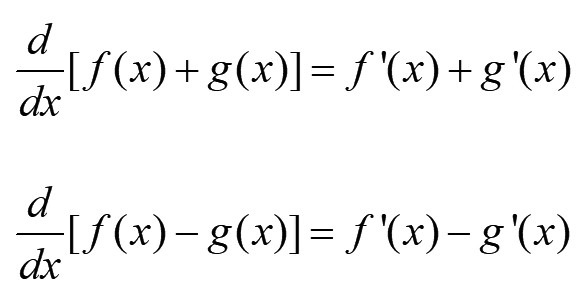 d/dx [f(x) + g(x)] = f'(x) + g'(x)
d/dx [f(x) − g(x)] = f'(x) − g'(x)